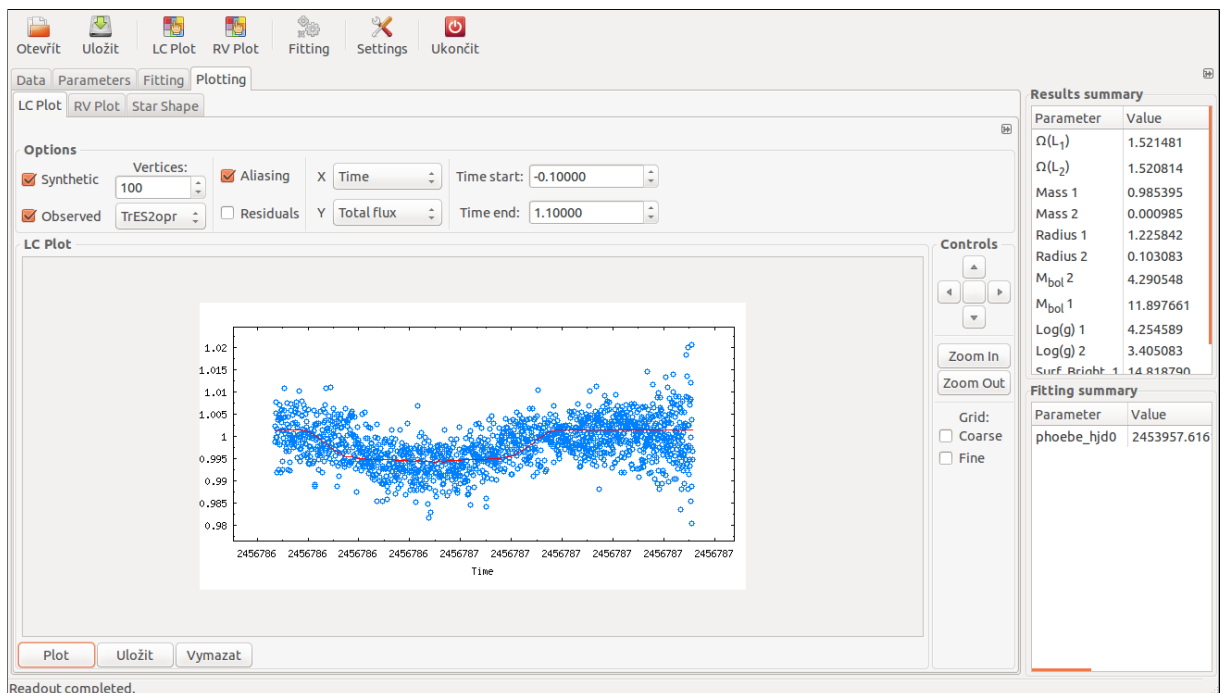 Otevřít Uložit LC Plot RV Plot Fitting Settings Ukončit
Data Parameters Fitting Plotting
LC Plot RV Plot Star Shape
Options
Synthetic
Vertices:
100
Aliasing
X Time
Time start: -0.10000
Observed TrES2opr
Residuals
Y Total flux
Time end: 1.10000
LC Plot
1.02
1.015
1.01
1.005
1
0.995
0.99
0.985
0.98
2456786 2456786 2456786 2456786 2456787 2456787 2456787 2456787 2456787 2456787
Time
Controls
Zoom In
Zoom Out
Grid:
Coarse
Fine
Plot Uložit Vymazat
Results summary
Parameter Value
Ω(L1) 1.521481
Ω(L2) 1.520814
Mass 1 0.985395
Mass 2 0.000985
Radius 1 1.225842
Radius 2 0.103083
Mbol 2 4.290548
Mbol 1 11.897661
Log(g) 1 4.254589
Log(g) 2 3.405083
Surf. Bright. 1 14.818790
Fitting summary
Parameter Value
phoebe_hjd0 2453957.616
Readout completed.